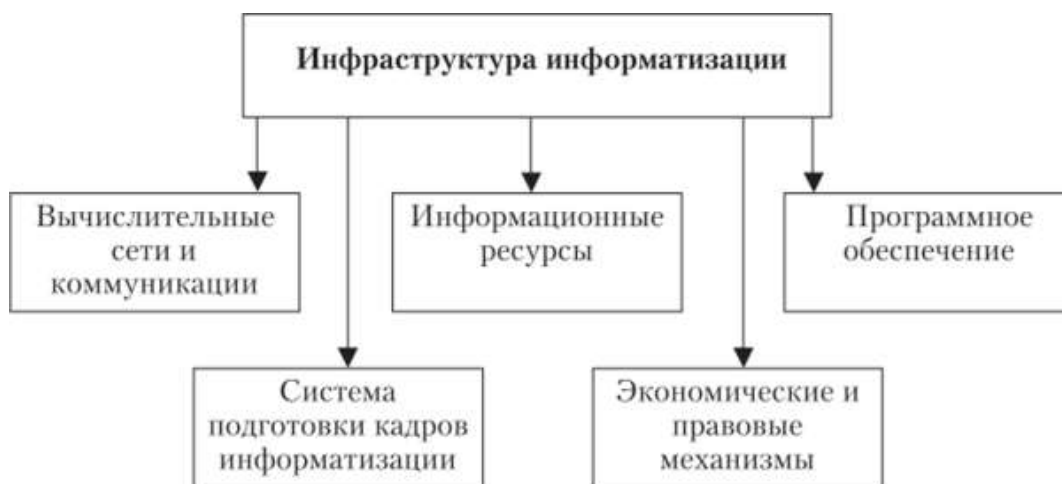 Инфраструктура информатизации
Вычислительные
сети и
коммуникации
Информационные
ресурсы
Программное
обеспечение
Система
подготовки кадров
информатизации
Экономические и
правовые
механизмы